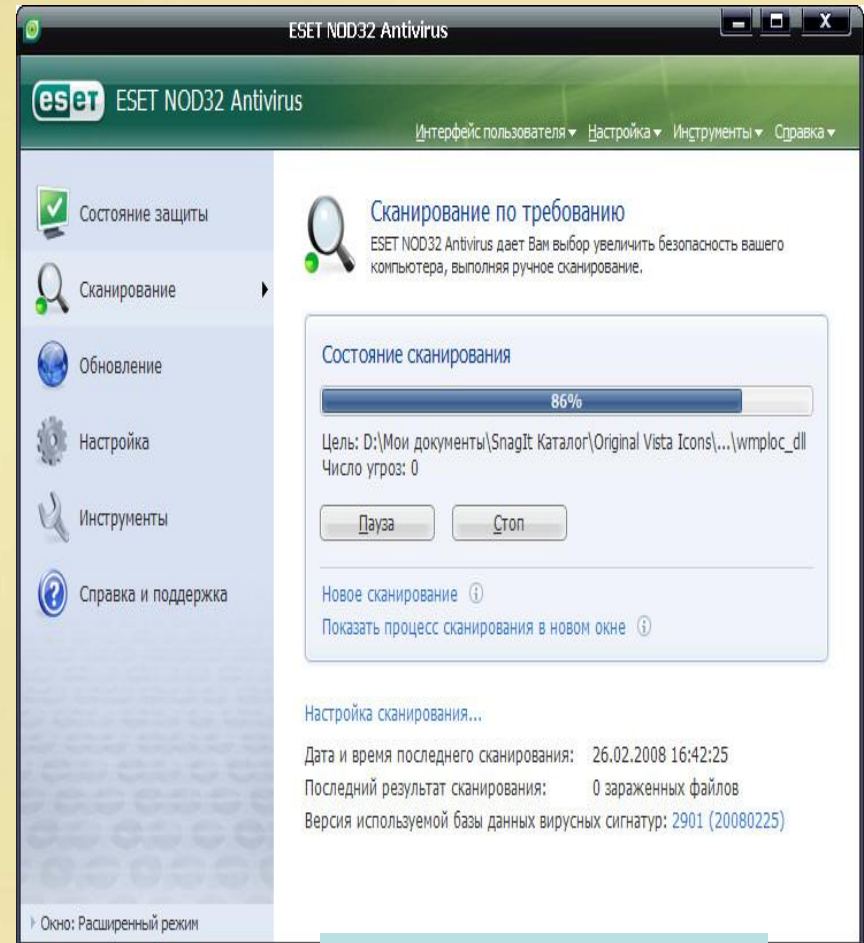 ESET NOD32 Antivirus
X
eset ESET NOD32 Antivirus
Интерфейс пользователя Настройка Инструменты Справка
Состояние защиты
Сканирование
Обновление
Настройка
Инструменты
Справка и поддержка
Окно: Расширенный режим
Сканирование по требованию
ESET NOD32 Antivirus дает Вам выбор увеличить безопасность вашего
компьютера, выполняя ручное сканирование.
Состояние сканирования
86%
Цель: D:\Мои документы\SnagIt Каталог\Original Vista Icons\...\wmploc_dll
Число угроз: 0
Пауза Стоп
Новое сканирование
Показать процесс сканирования в новом окне
Настройка сканирования...
Дата и время последнего сканирования: 26.02.2008 16:42:25
Последний результат сканирования: 0 зараженных файлов
Версия используемой базы данных вирусных сигнатур: 2901 (20080225)